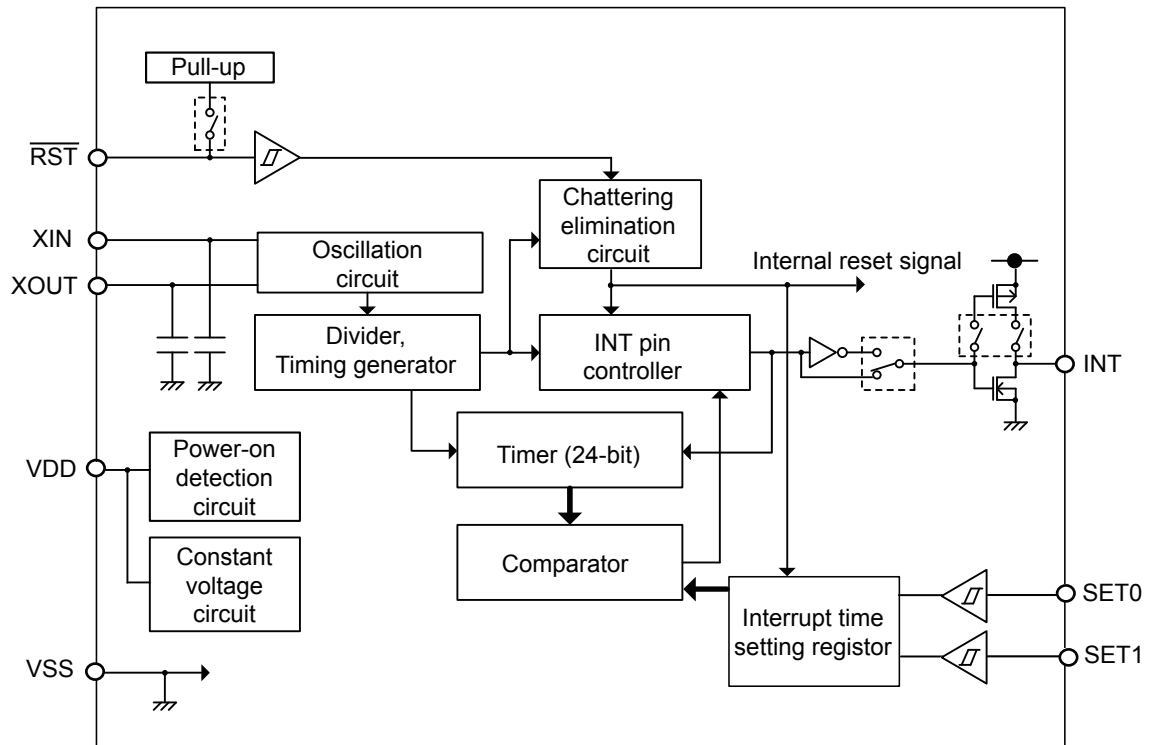 Pull-up
RST
Chattering
elimination
circuit
XIN
Oscillation
circuit
XOUT
Internal reset signal
Divider,
Timing generator
INT pin
controller
INT
VDD
Power-on
detection
circuit
Timer (24-bit)
Constant
voltage
circuit
Comparator
Interrupt time
setting registor
SET0
SET1
VSS